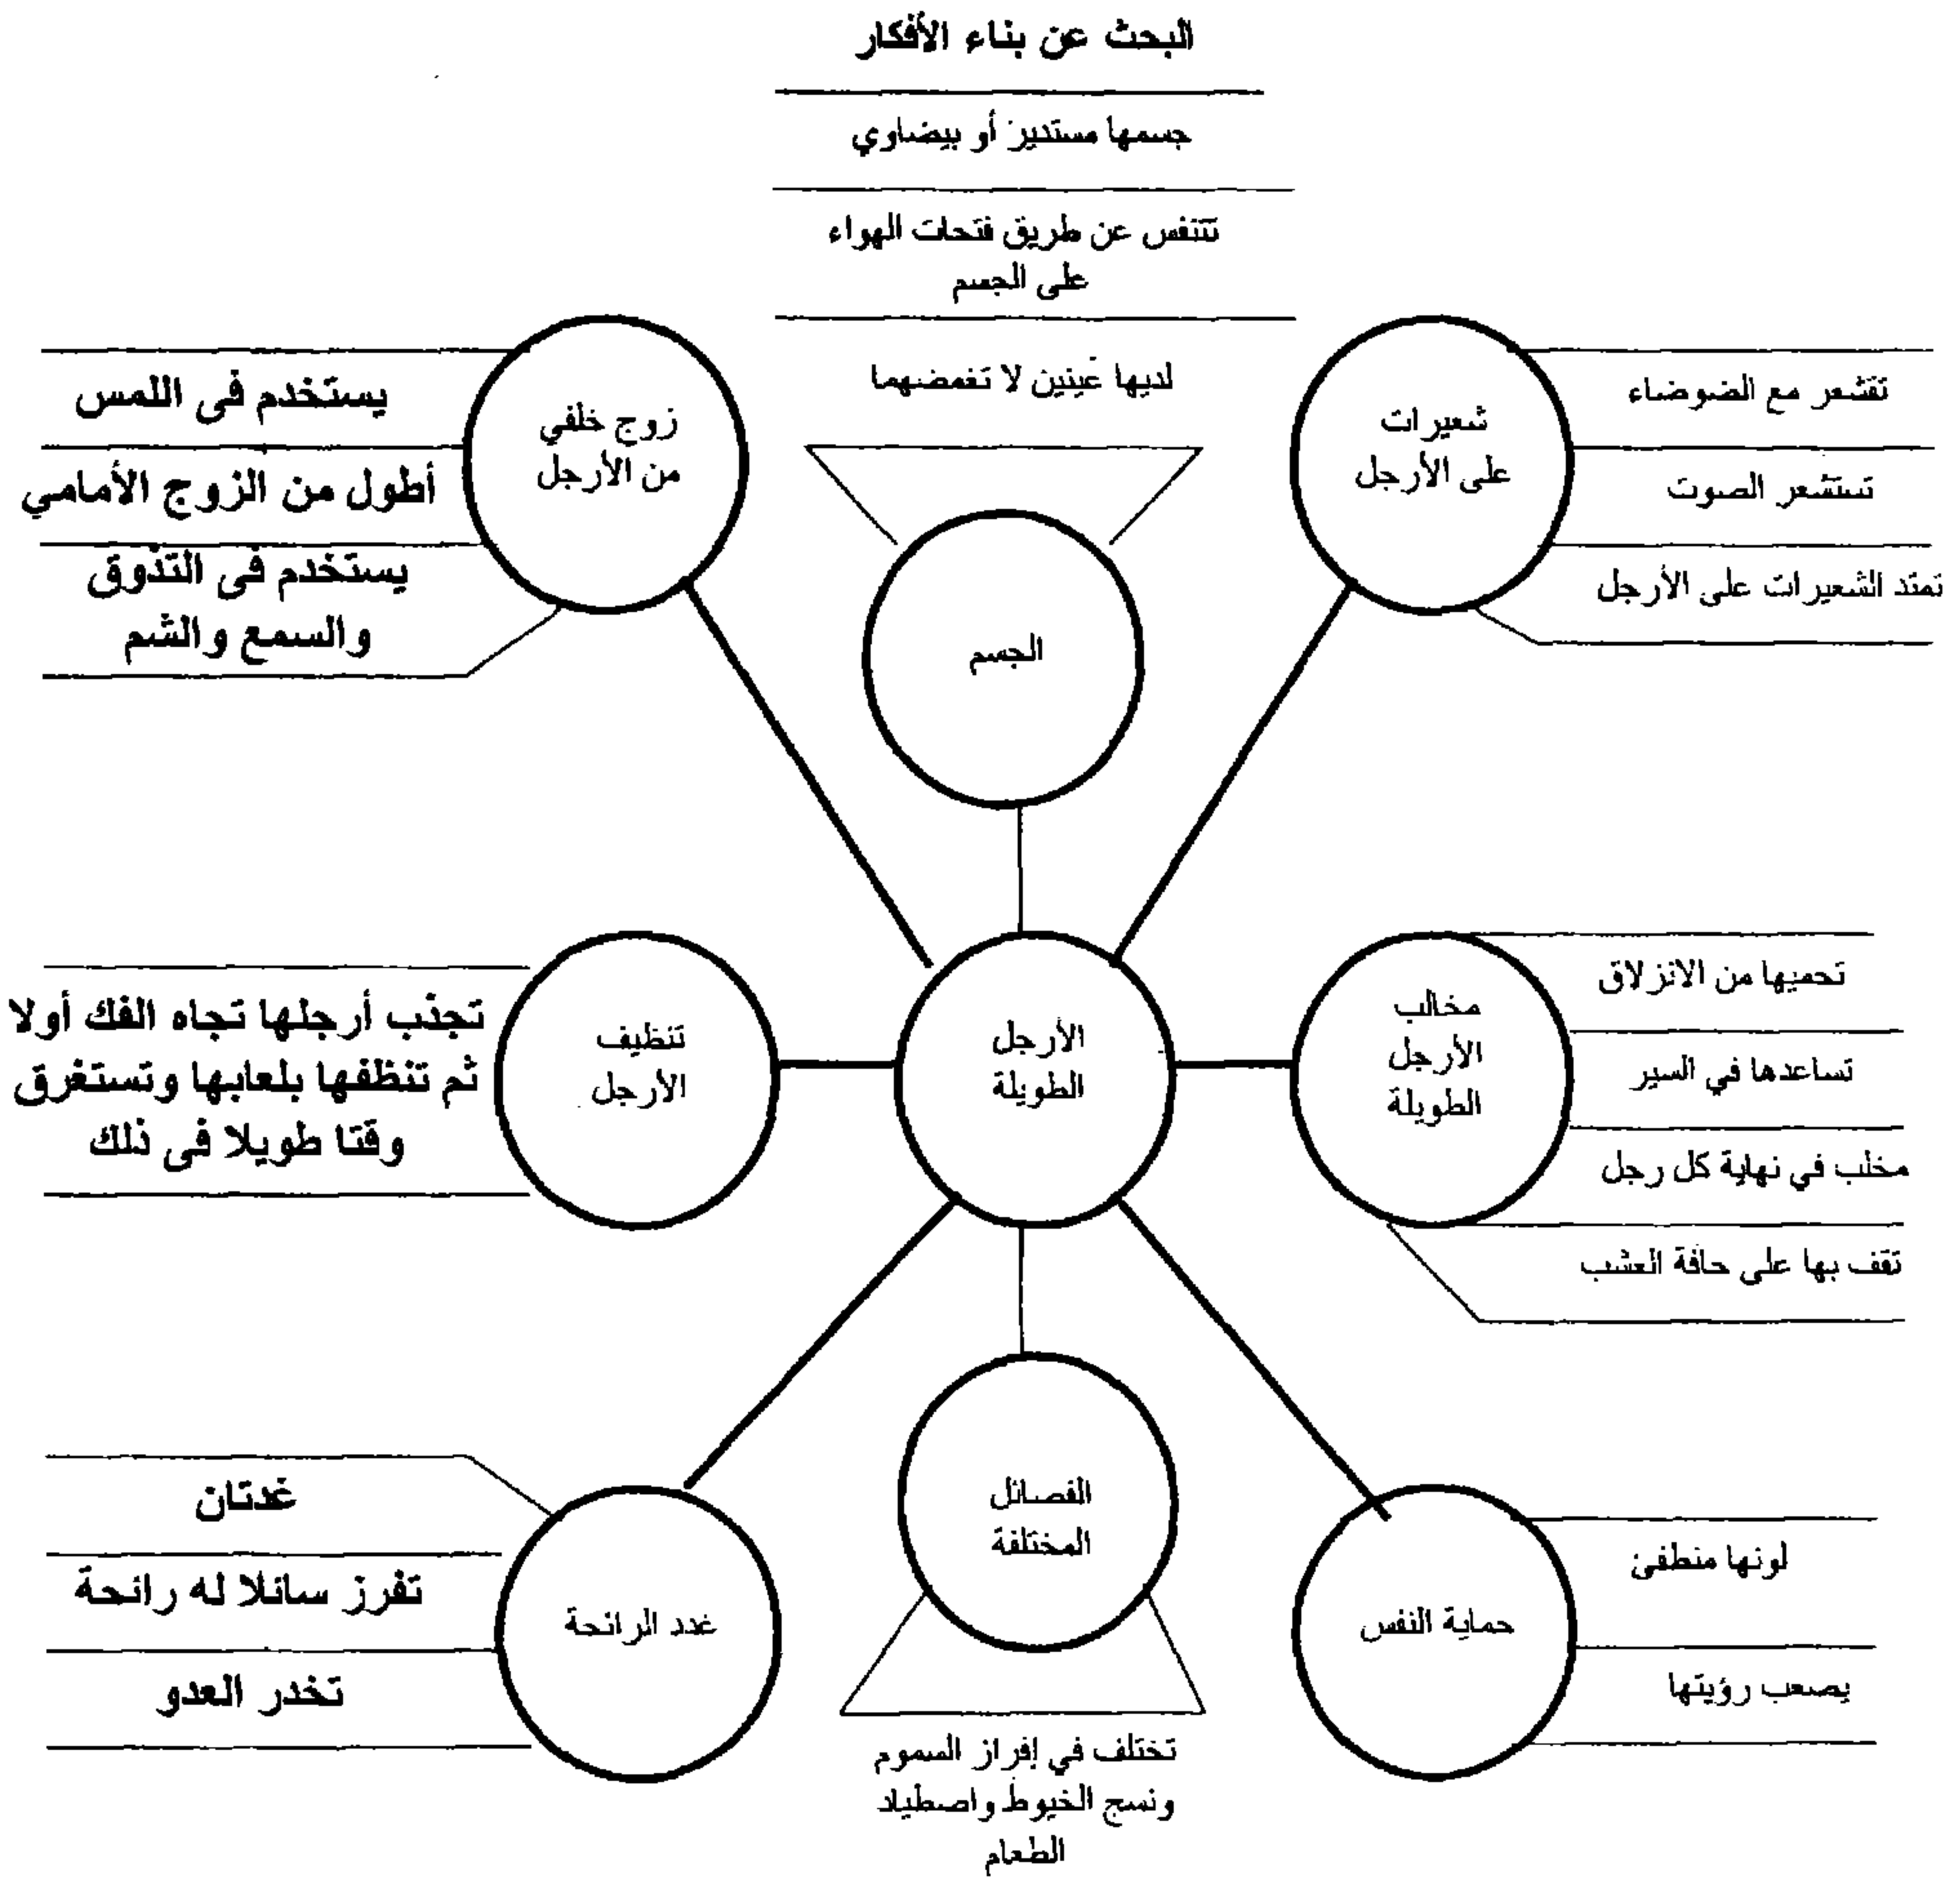 البحث عن بناء الأفكار
جسمها مستدير أو بيضاوي
تتنفس عن طريق فتحات الهواء
على الجسم
لديها عينين لا تغمضهما
الجسم
شعيرات
على الأرجل
تقشعر مع الضوضاء
تستشعر الصوت
تمتد الشعيرات على الأرجل
زوج خلفي
من الأرجل
يستخدم فى اللمس
أطول من الزوج الأمامي
يستخدم فى التذوق
والسمع والشم
مخالب
الأرجل
الطويلة
تحميها من الانزلاق
تساعدها في السير
مخلب في نهاية كل رجل
تقف بها على حافة العشب
الأرجل
الطويلة
تنظيف
الأرجل
تجذب أرجلها تجاه الفك أولا
ثم تنظفها بلعابها وتستغرق
وقتا طويلا فى ذلك
حماية النفس
لونها منطفئ
يصعب رؤيتها
الفصائل
المختلفة
تختلف في إفراز السموم
ونسج الخيوط واصطياد
الطعام
غدد الرائحة
غدتان
تفرز سائلا له رائحة
تخدر العدو